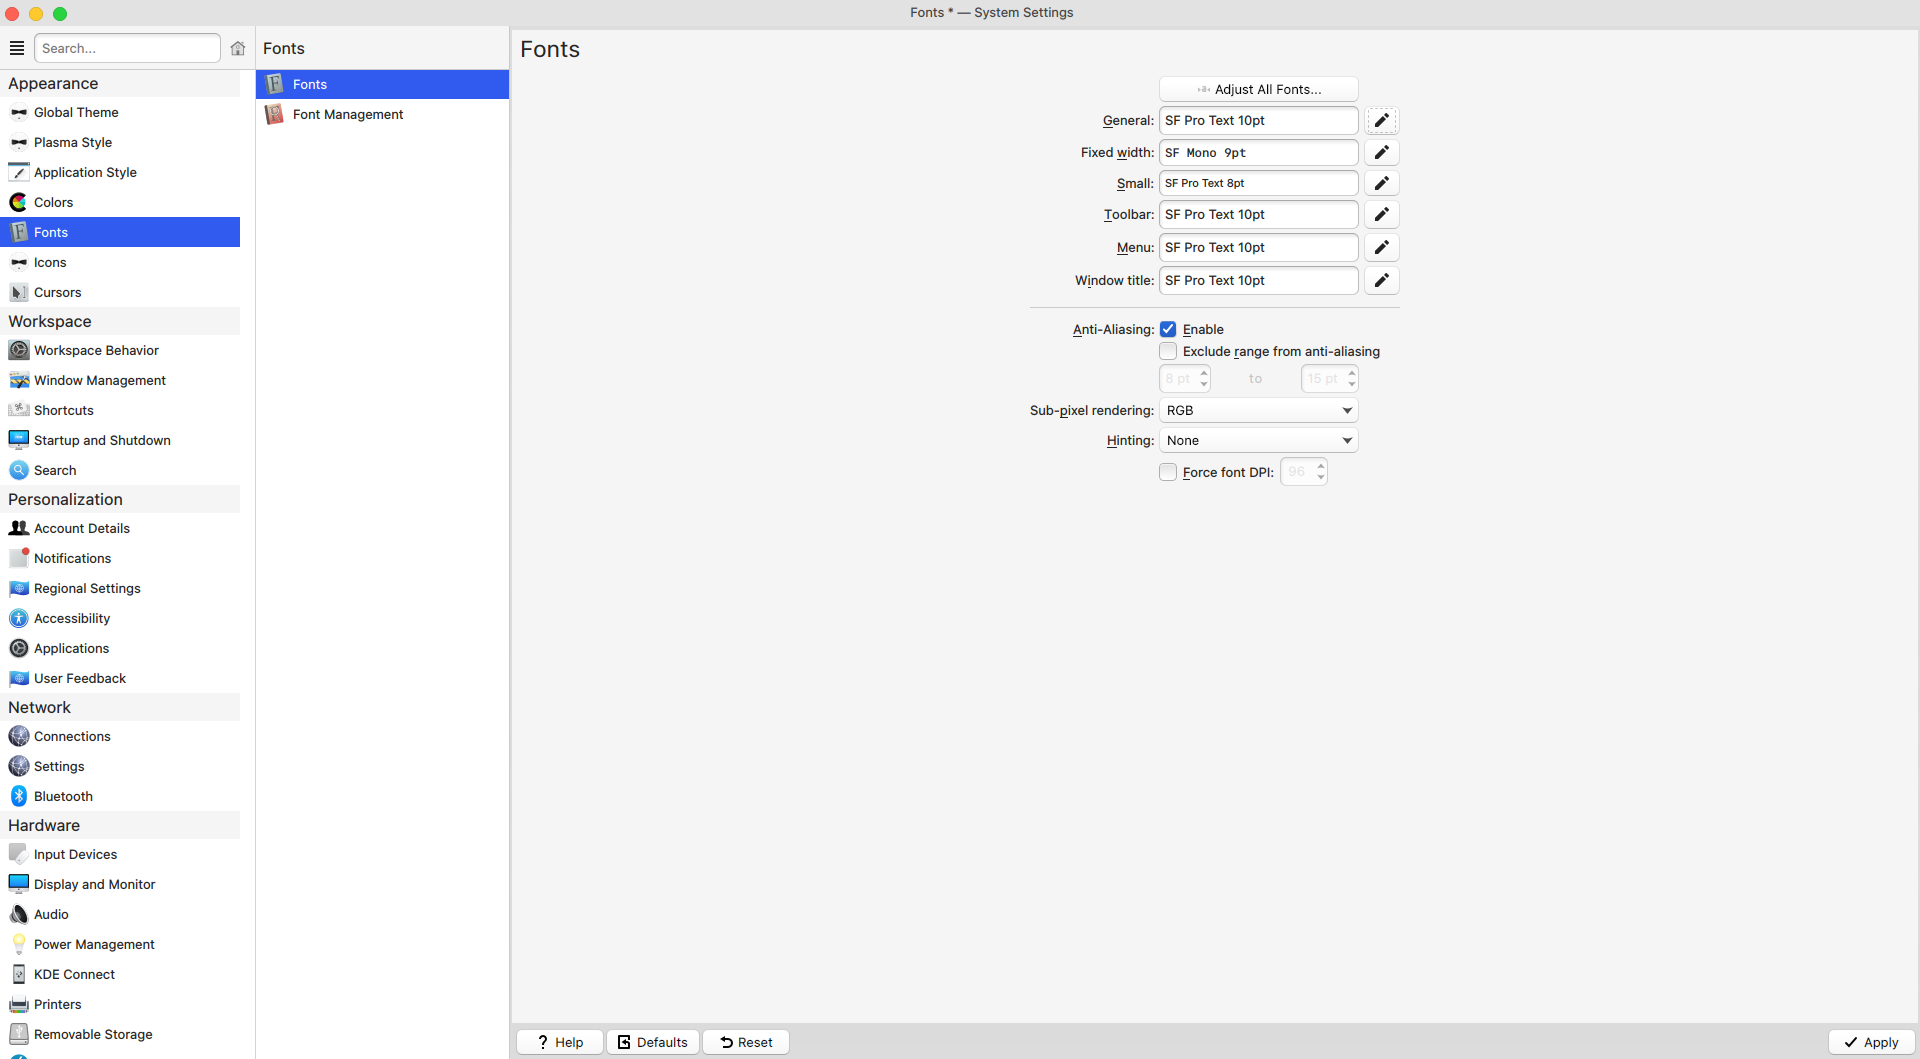 Fonts * — System Settings
Search...
Fonts
Fonts
Appearance
Global Theme
Plasma Style
Application Style
Colors
Fonts
Icons
Cursors
Workspace
Workspace Behavior
Window Management
Shortcuts
Startup and Shutdown
Search
Personalization
Account Details
Notifications
Regional Settings
Accessibility
Applications
User Feedback
Network
Connections
Settings
Bluetooth
Hardware
Input Devices
Display and Monitor
Audio
Power Management
KDE Connect
Printers
Removable Storage
Fonts
Font Management
Adjust All Fonts...
General: SF Pro Text 10pt
Fixed width: SF Mono 9pt
Small: SF Pro Text 8pt
Toolbar: SF Pro Text 10pt
Menu: SF Pro Text 10pt
Window title: SF Pro Text 10pt
Anti-Aliasing: Enable
Exclude range from anti-aliasing
8 pt to 15 pt
Sub-pixel rendering: RGB
Hinting: None
Force font DPI: 96
? Help Defaults Reset Apply